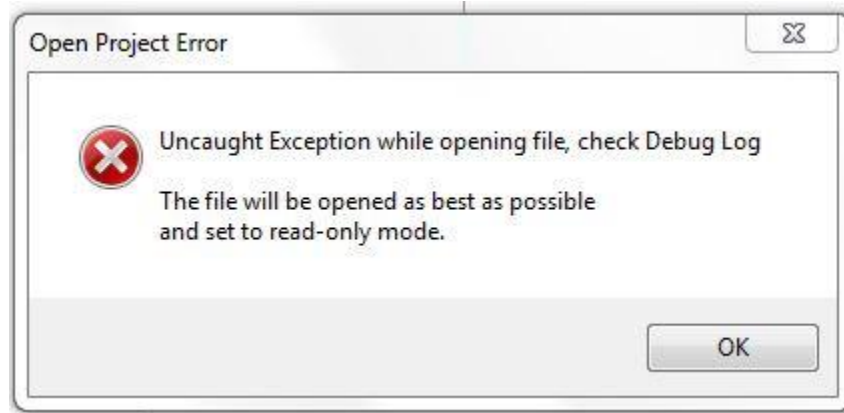 Open Project Error
Uncaught Exception while opening file, check Debug Log
The file will be opened as best as possible
and set to read-only mode.
OK